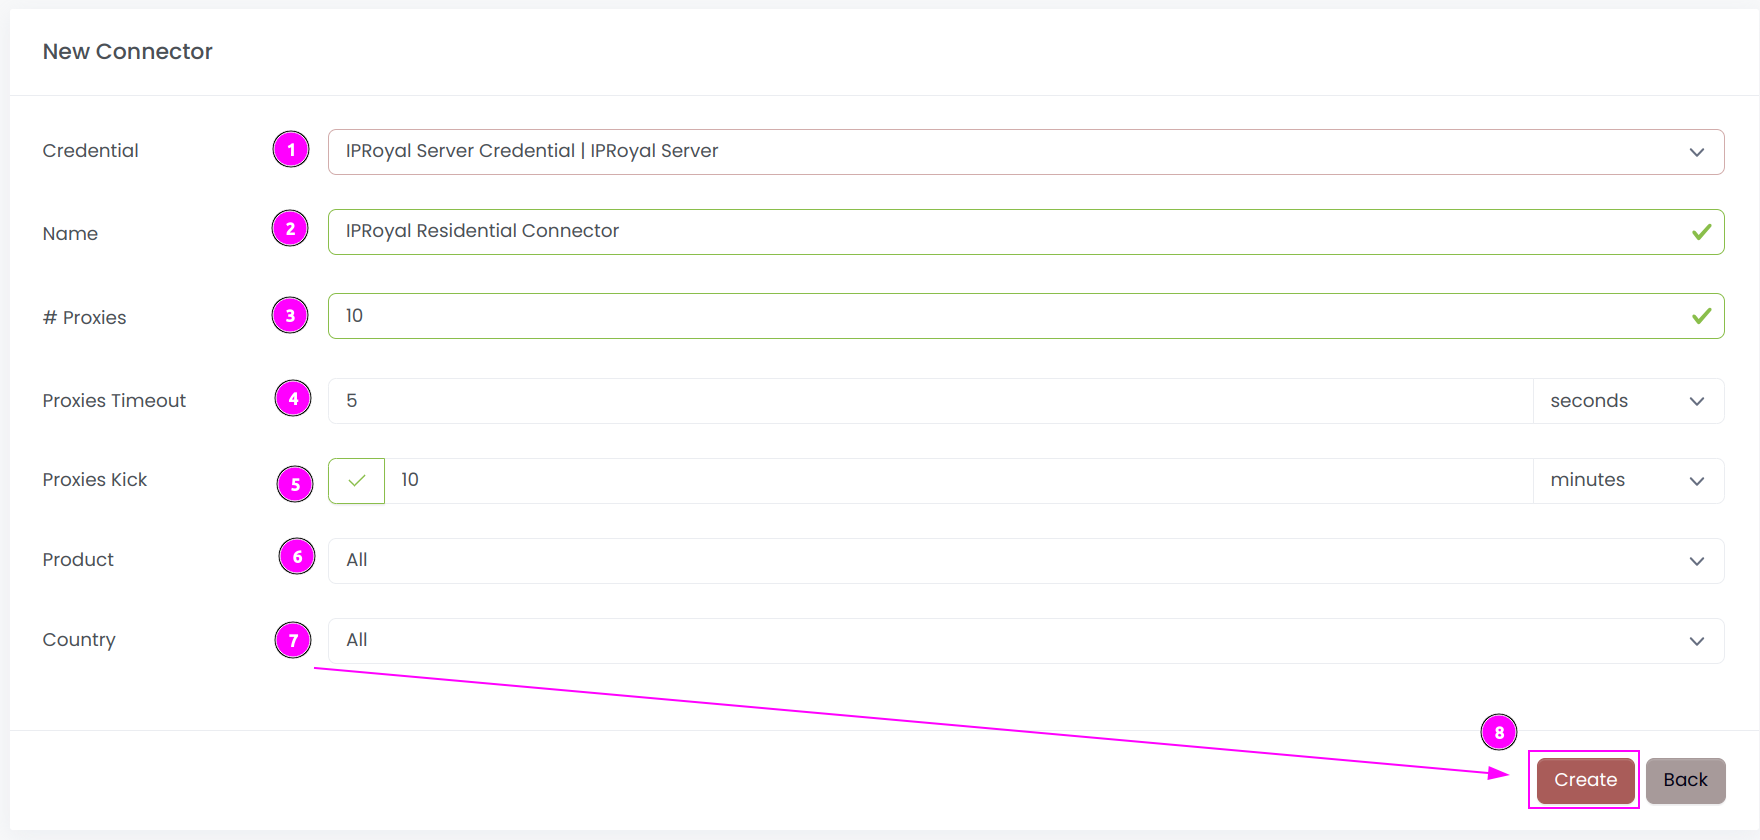 New Connector
Credential 1 IPRoyal Server Credential | IPRoyal Server
Name 2 IPRoyal Residential Connector
# Proxies 3 10
Proxies Timeout 4 5 seconds
Proxies Kick 5 10 minutes
Product 6 All
Country 7 All
8
Create Back